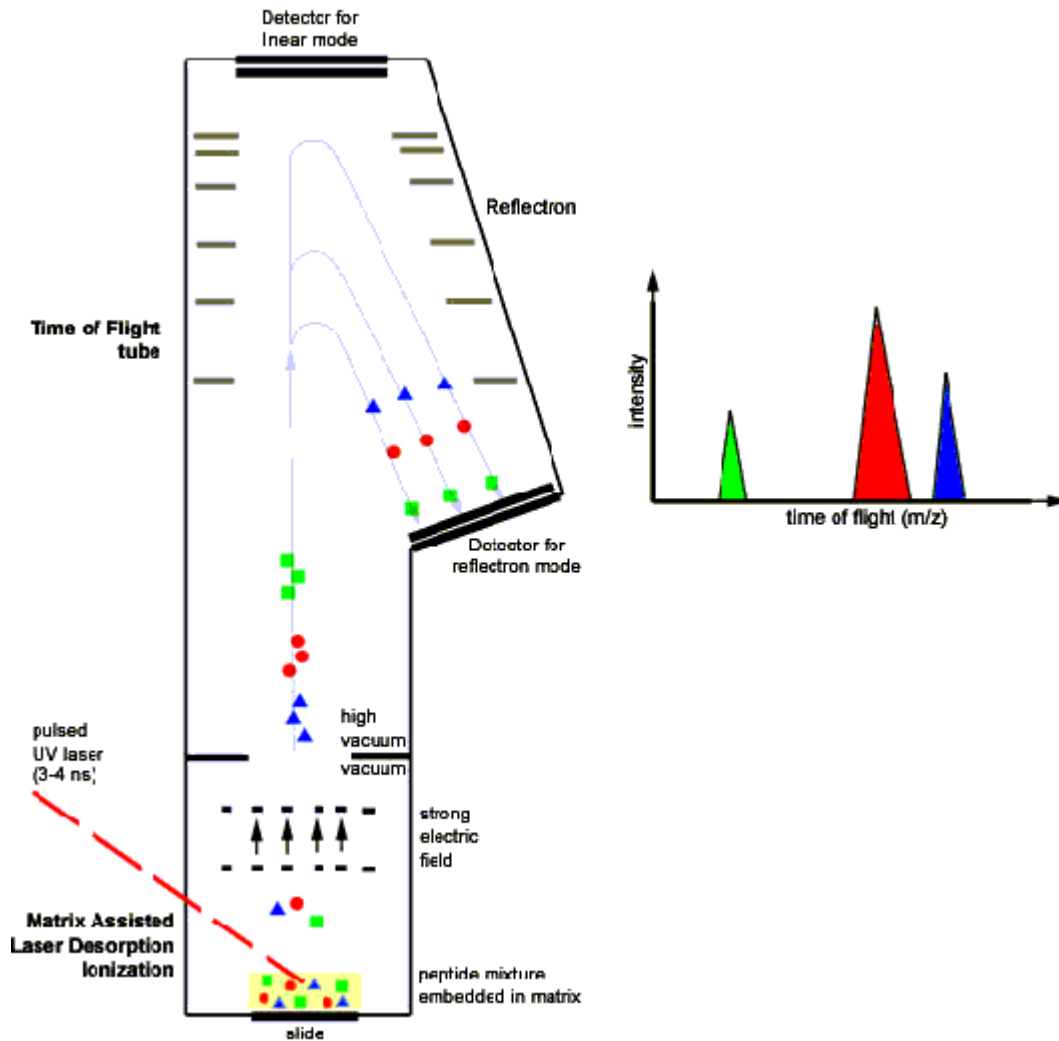 Detector for
linear mode
Reflectron
Time of Flight
tube
intensity
time of flight (m/z)
Detector for
reflectron mode
high
vacuum
vacuum
pulsed
UV laser
(3-4 ns)
strong
electric
field
Matrix Assisted
Laser Desorption
Ionization
peptide mixture
embedded in matrix
slide